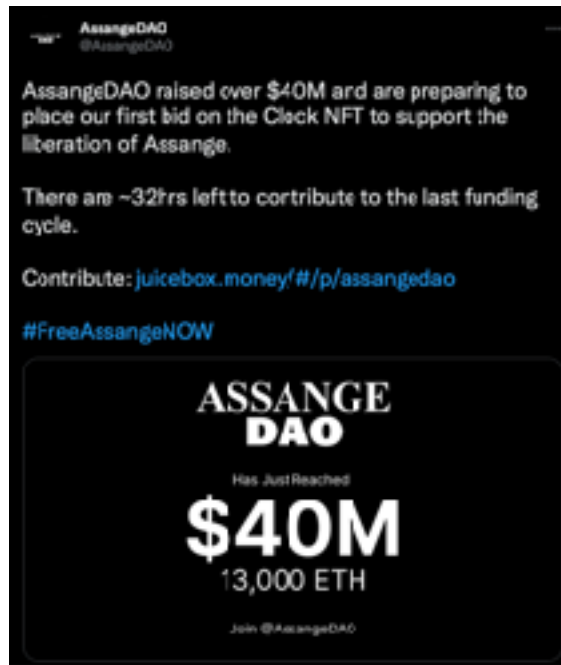 AssangeDAO
@AssangeDAO
AssangeDAO raised over $40M and are preparing to
place our first bid on the Clock NFT to support the
liberation of Assange.
There are ~32hrs left to contribute to the last funding
cycle.
Contribute: juicebox.money/#/p/assangedao
#FreeAssangeNOW
ASSANGE
DAO
Has Just Reached
$40M
13,000 ETH
Join @AssangeDAO